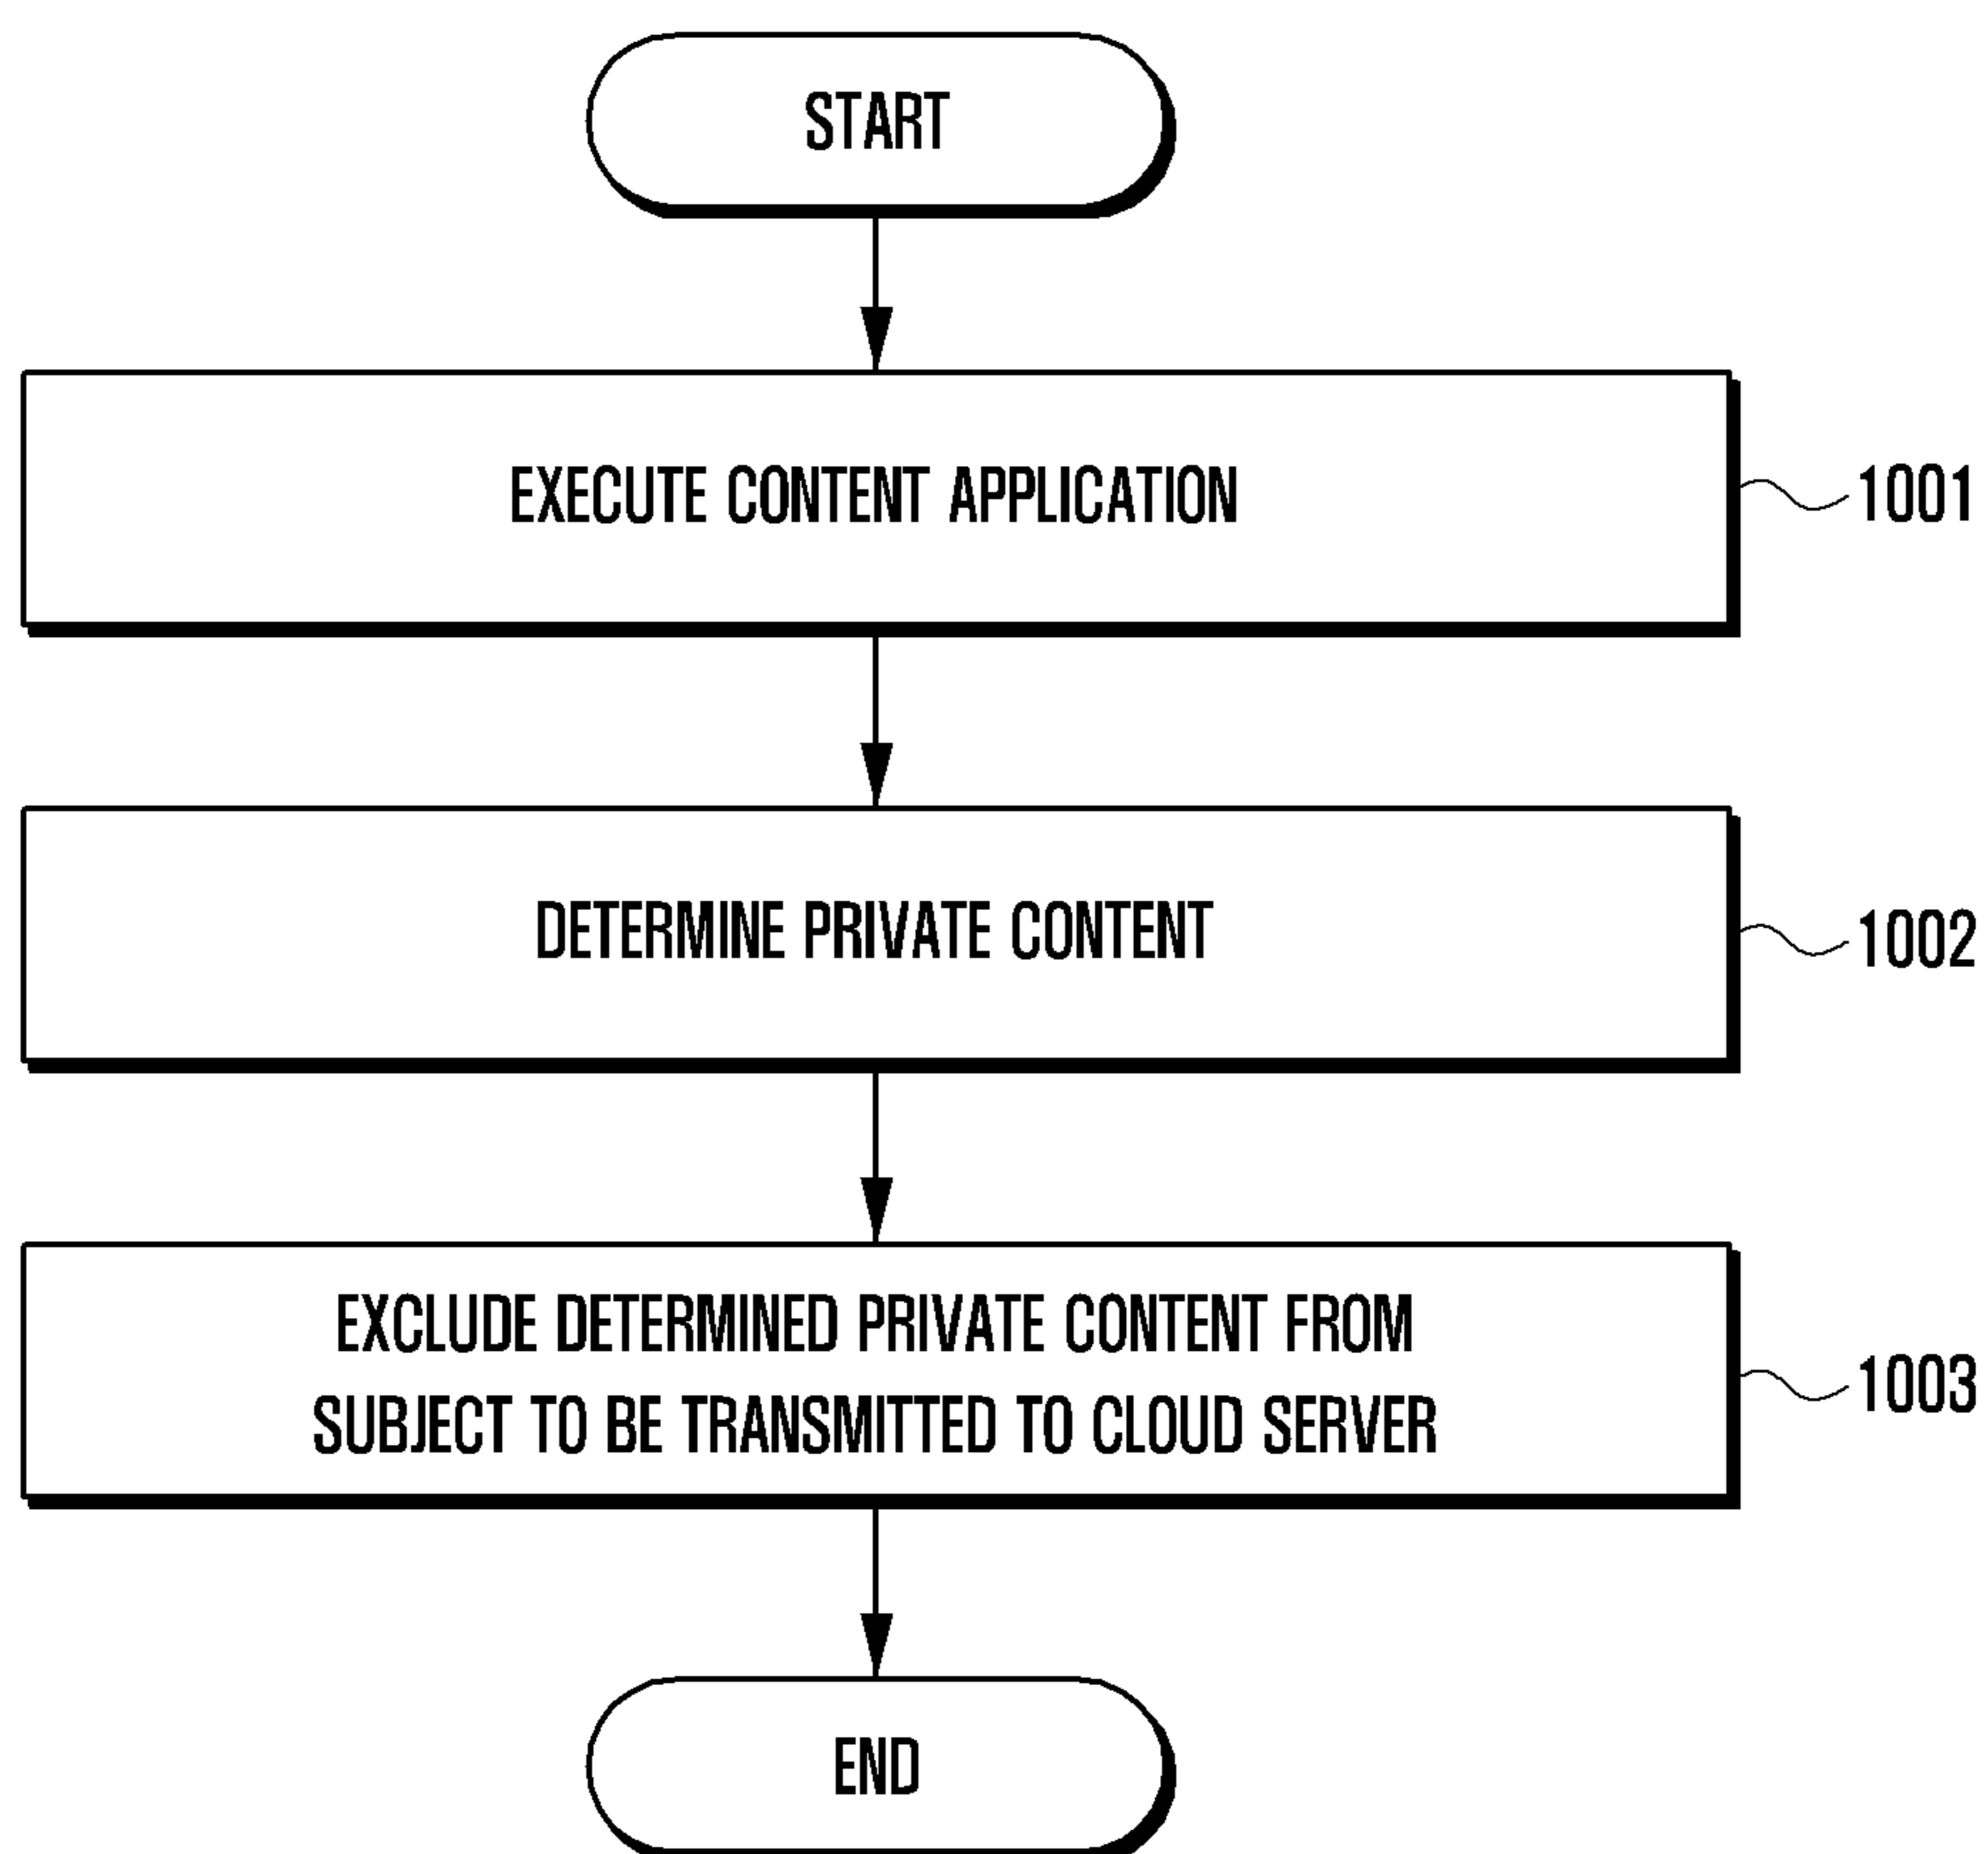 START
EXECUTE CONTENT APPLICATION
1001
DETERMINE PRIVATE CONTENT
1002
EXCLUDE DETERMINED PRIVATE CONTENT FROM
SUBJECT TO BE TRANSMITTED TO CLOUD SERVER
1003
END